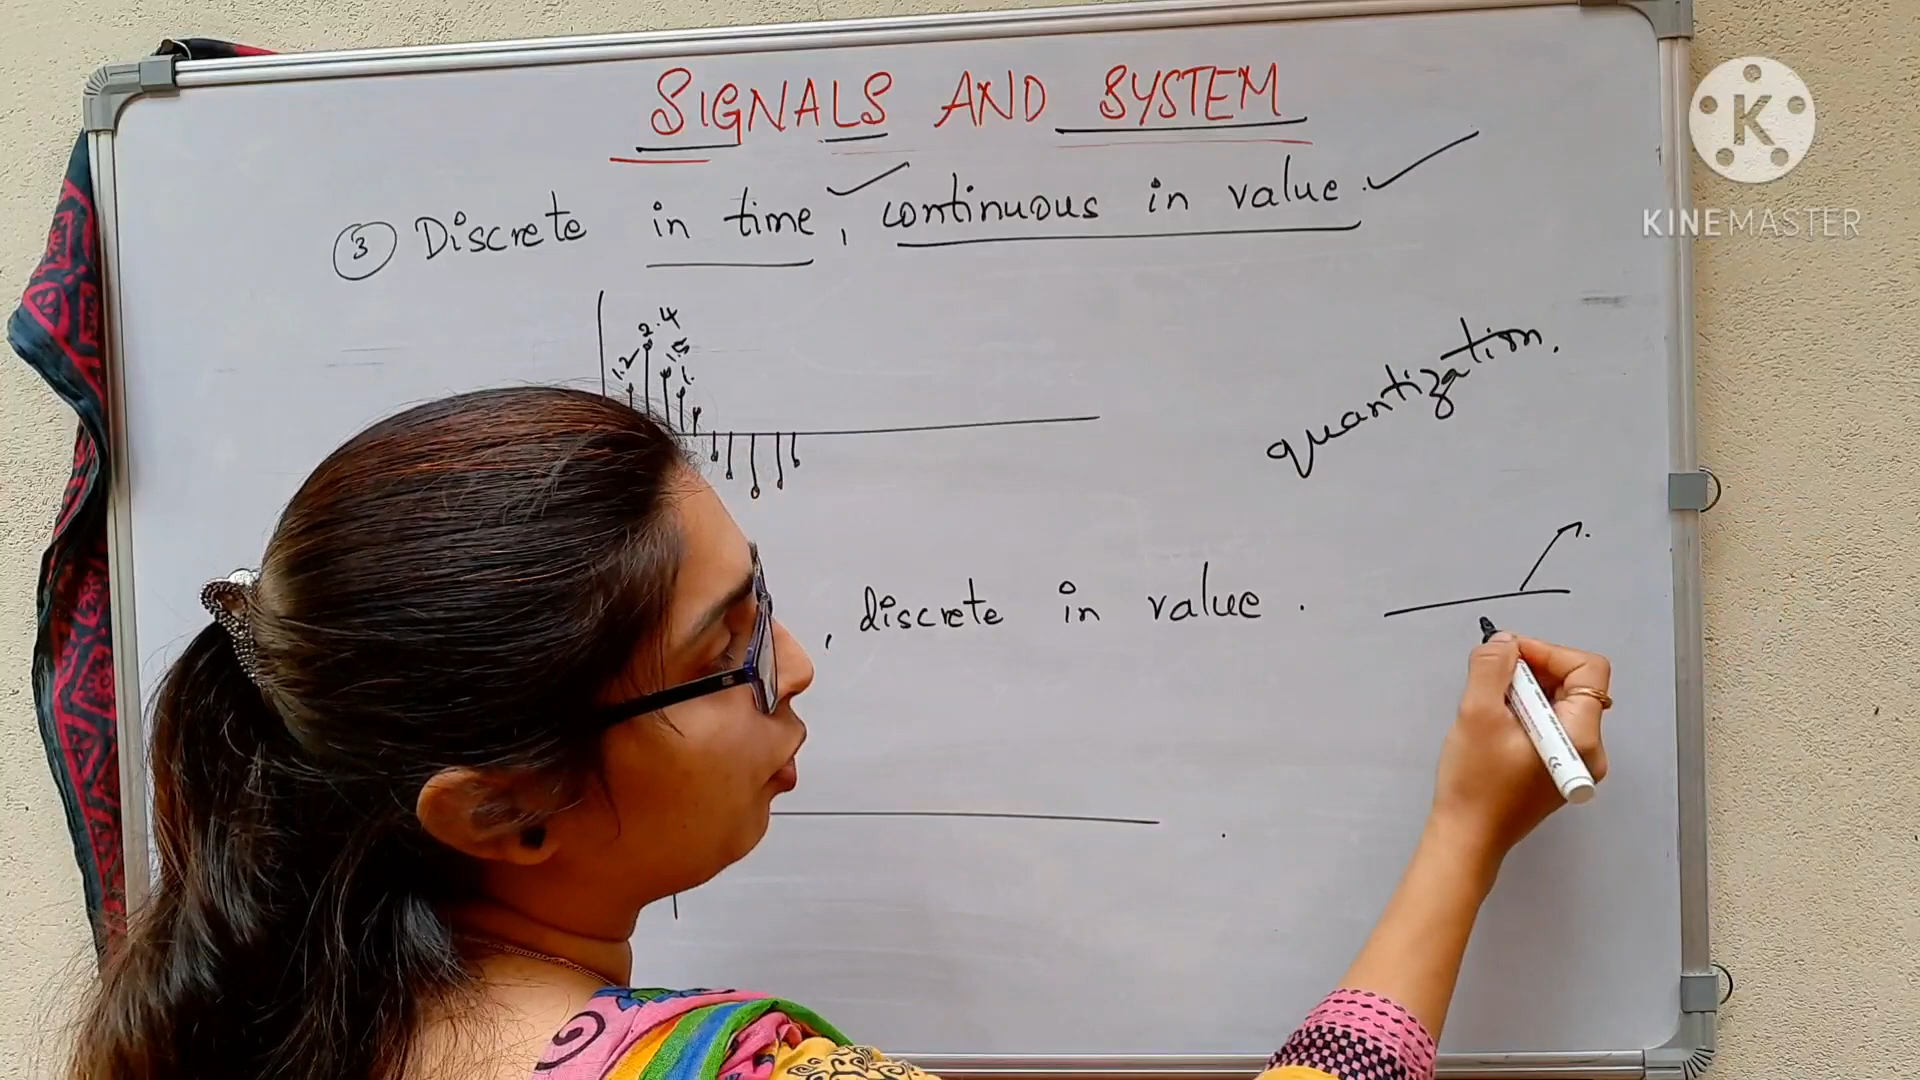 SIGNALS AND SYSTEM
③ Discrete in time, continuous in value.
1.2 2.4 1.5 1.
quantization.
, discrete in value.
K
KINEMASTER